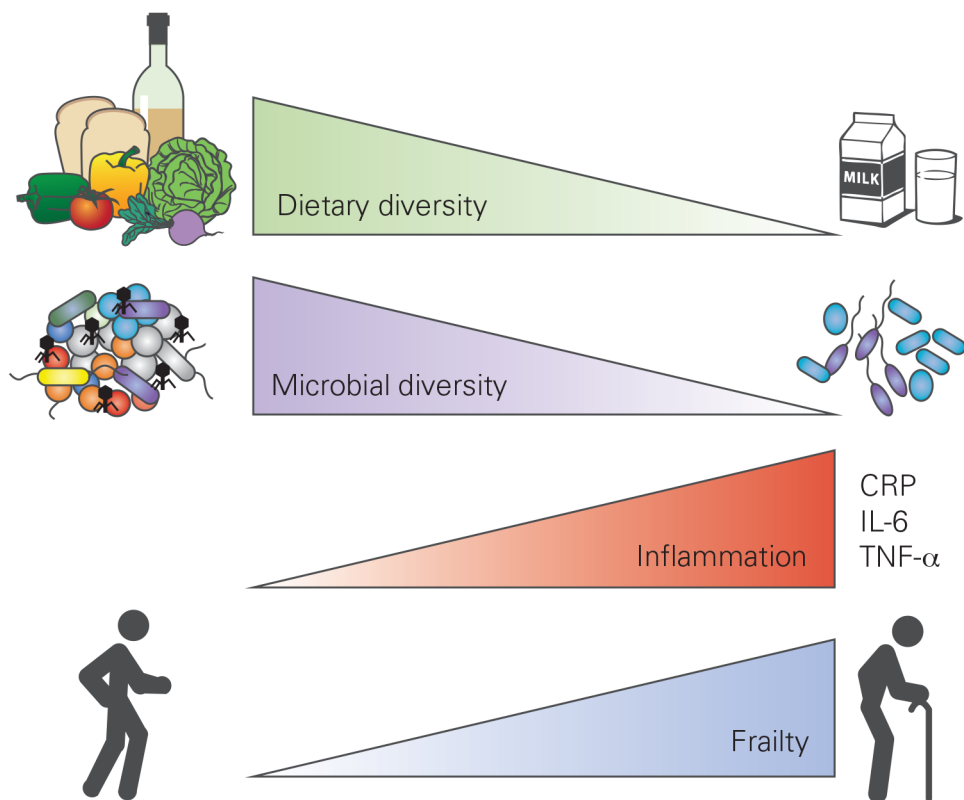 Dietary diversity
MILK
Microbial diversity
Inflammation
CRP
IL-6
TNF-α
Frailty